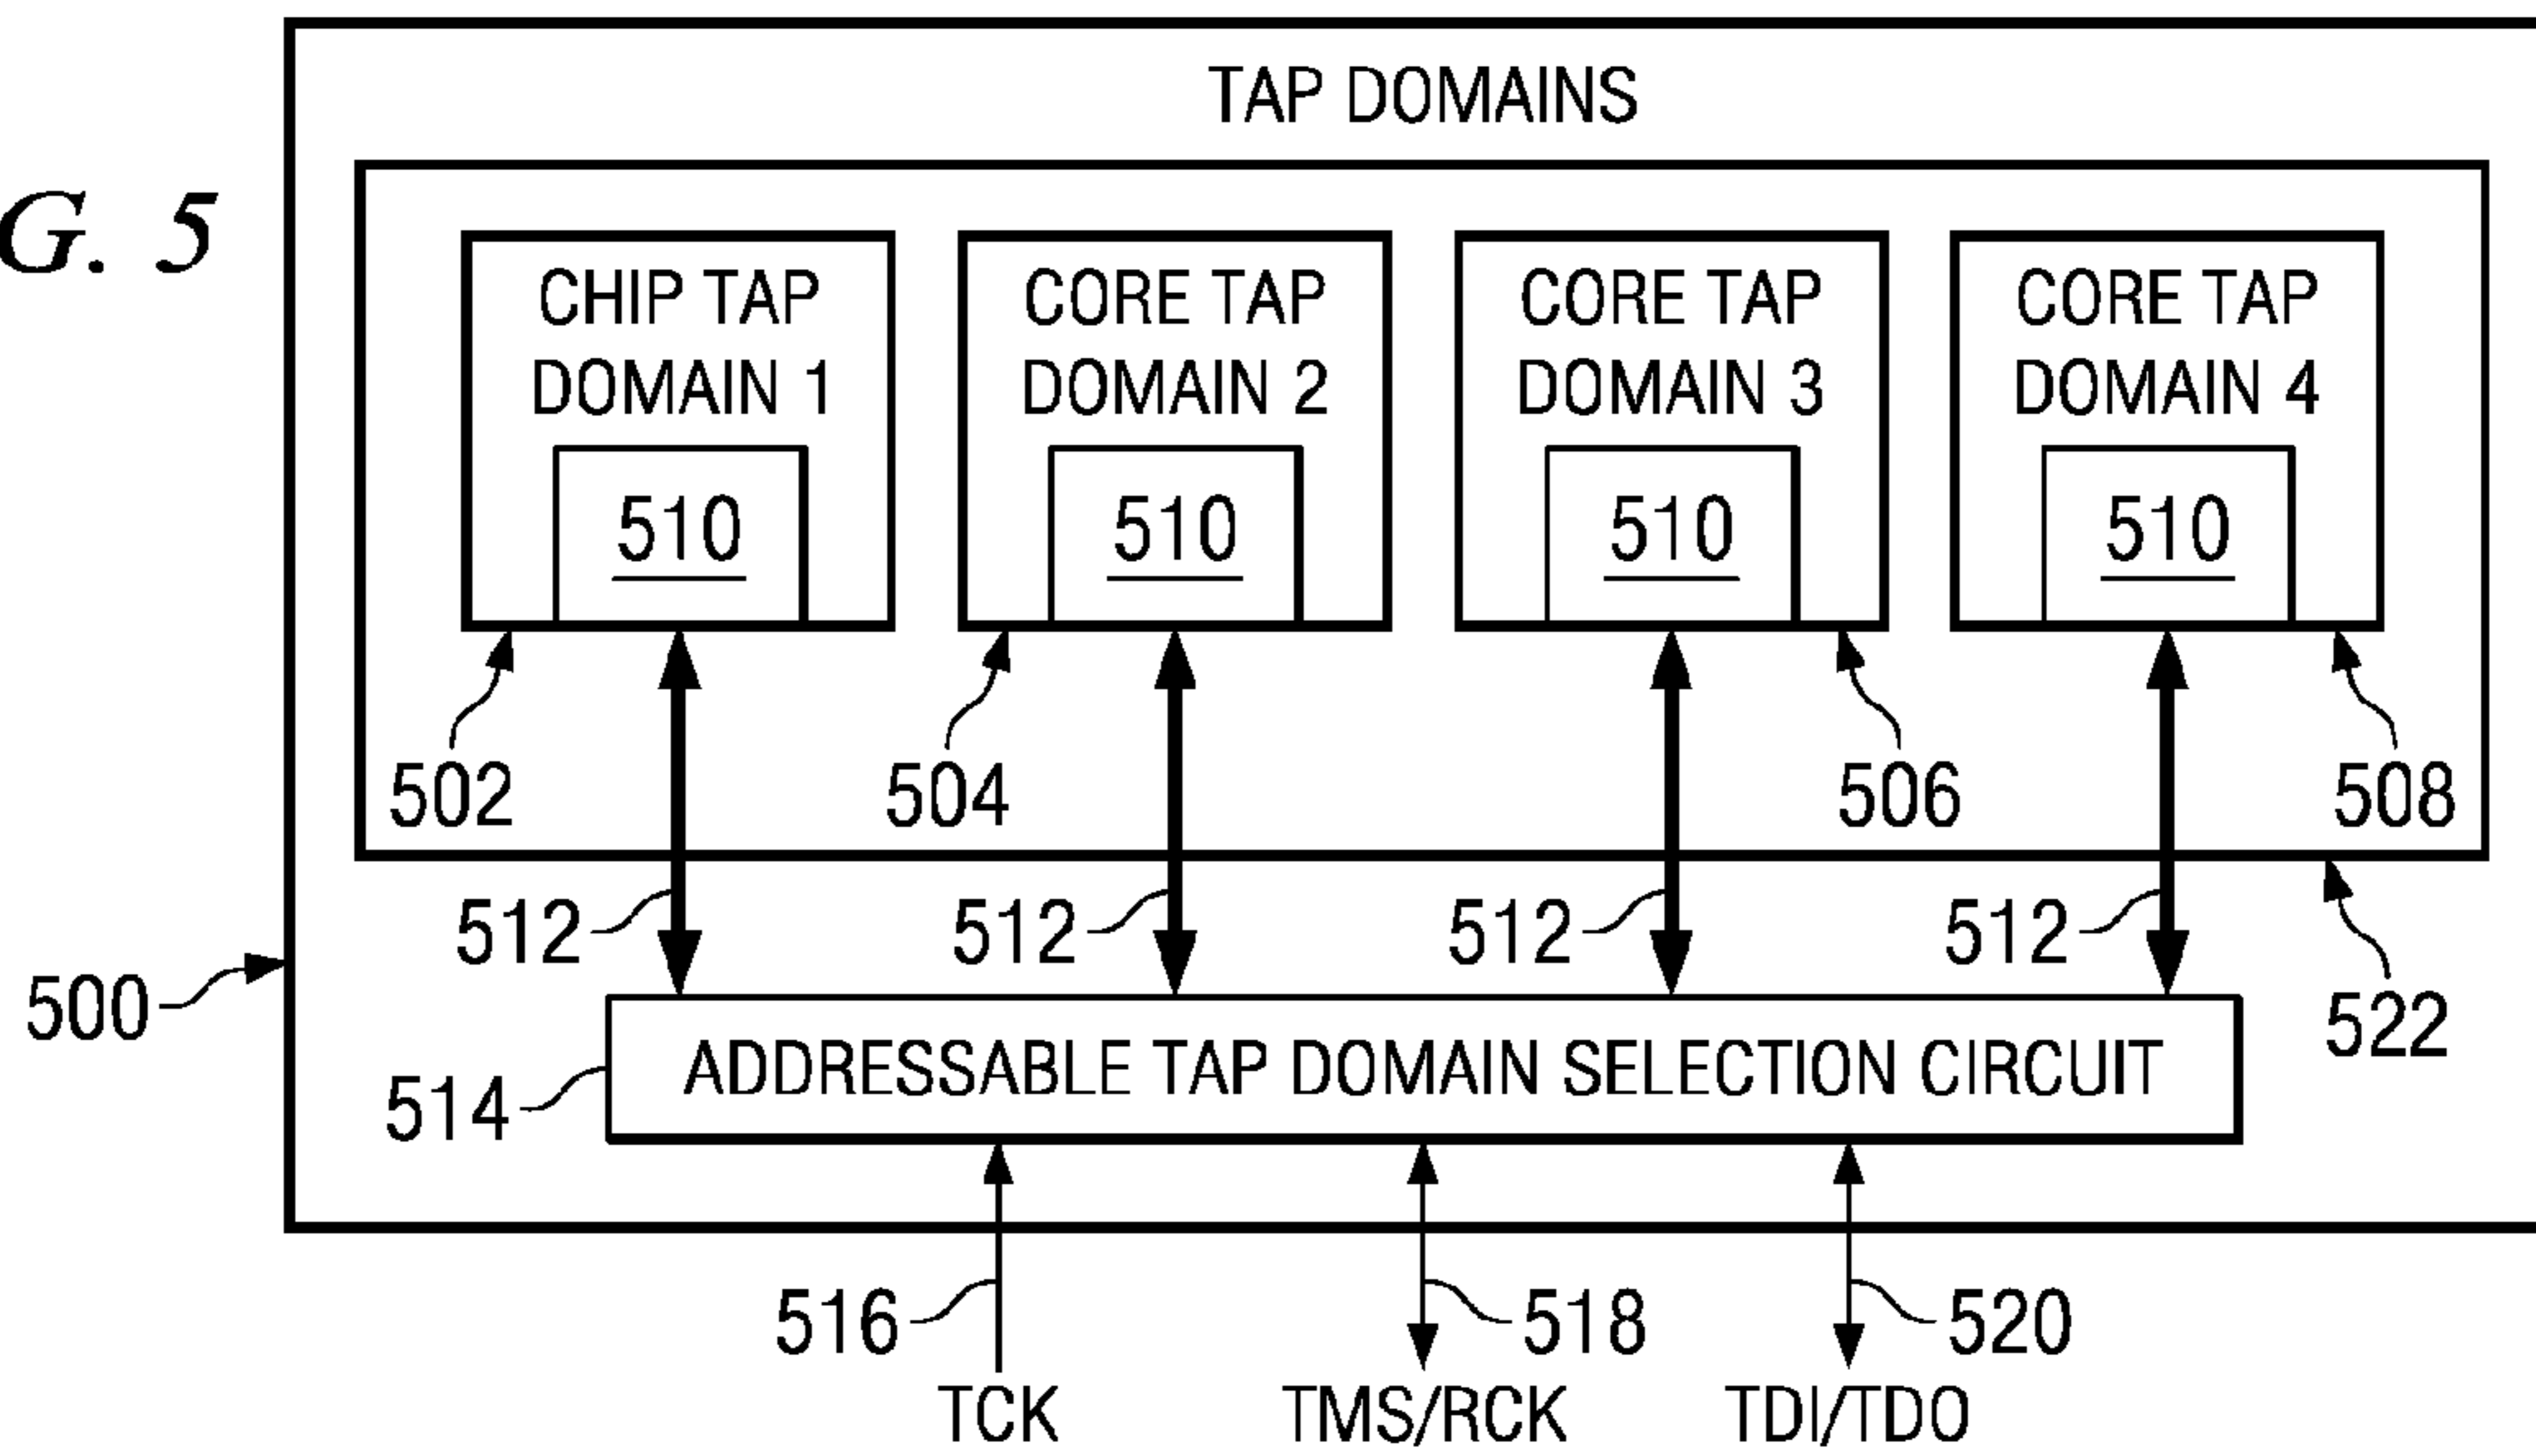 TAP DOMAINS
G. 5
CHIP TAP
DOMAIN 1
510
CORE TAP
DOMAIN 2
510
CORE TAP
DOMAIN 3
510
CORE TAP
DOMAIN 4
510
502
504
506
508
512
512
512
512
500
522
514
ADDRESSABLE TAP DOMAIN SELECTION CIRCUIT
516
518
520
TCK
TMS/RCK
TDI/TDO